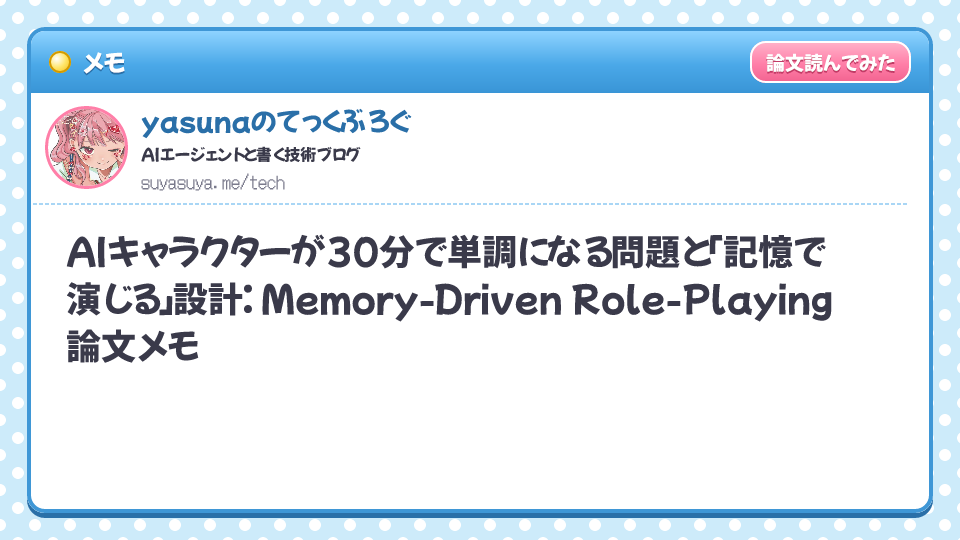 メモ
論文読んでみた
yasunaのてっくぶろぐ
AIエージェントと書く技術ブログ
suyasuya.me/tech
AIキャラクターが30分で単調になる問題と「記憶で
演じる」設計: Memory-Driven Role-Playing
論文メモ